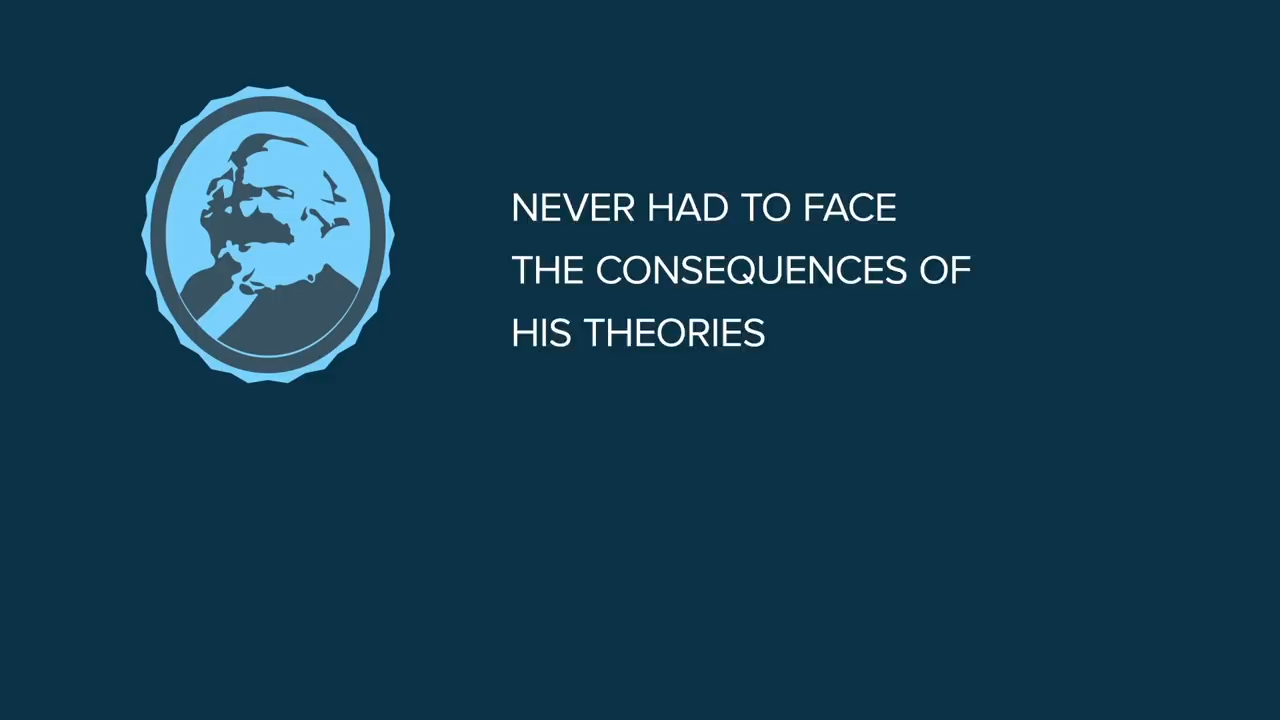 NEVER HAD TO FACE
THE CONSEQUENCES OF
HIS THEORIES